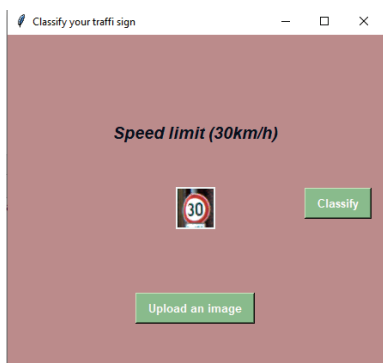 Classify your traffi sign
Speed limit (30km/h)
30
Classify
Upload an image